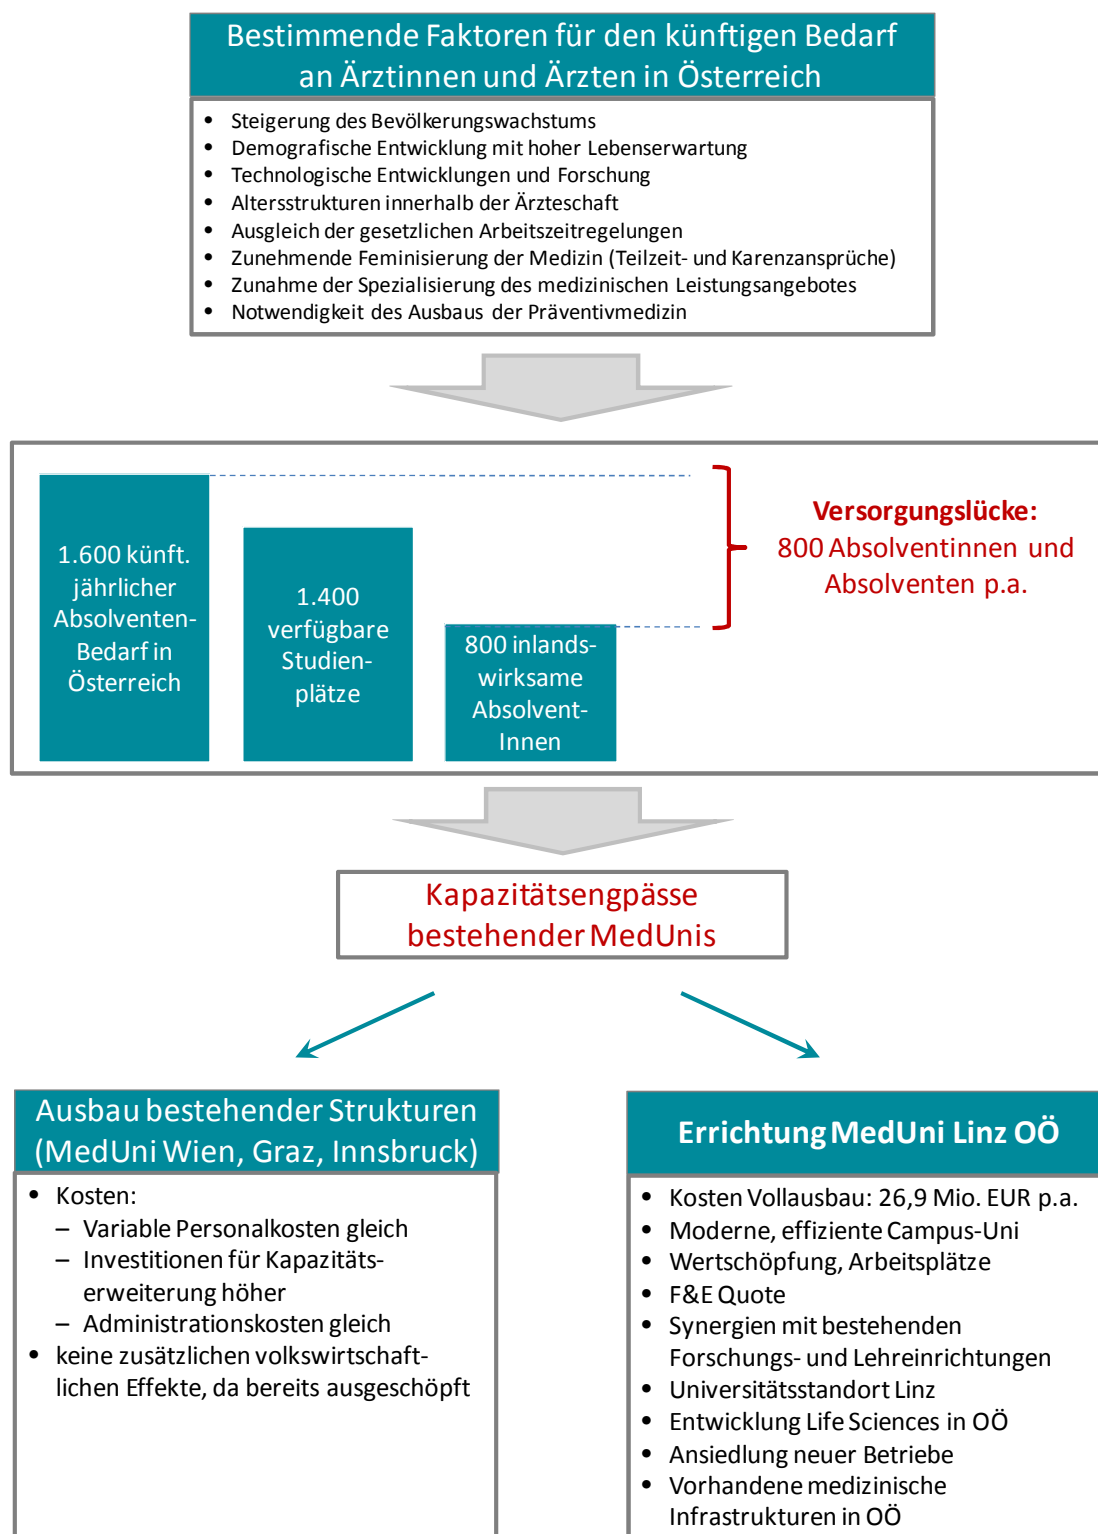 Bestimmende Faktoren für den künftigen Bedarf
an Ärztinnen und Ärzten in Österreich
• Steigerung des Bevölkerungswachstums
• Demografische Entwicklung mit hoher Lebenserwartung
• Technologische Entwicklungen und Forschung
• Altersstrukturen innerhalb der Ärzteschaft
• Ausgleich der gesetzlichen Arbeitszeitregelungen
• Zunehmende Feminisierung der Medizin (Teilzeit- und Karenzansprüche)
• Zunahme der Spezialisierung des medizinischen Leistungsangebotes
• Notwendigkeit des Ausbaus der Präventivmedizin
1.600 künft.
jährlicher
Absolventen-
Bedarf in
Österreich
1.400
verfügbare
Studien-
plätze
800 inlands-
wirksame
Absolvent-
Innen
Versorgungslücke:
800 Absolventinnen und
Absolventen p.a.
Kapazitätsengpässe
bestehender MedUnis
Ausbau bestehender Strukturen
(MedUni Wien, Graz, Innsbruck)
• Kosten:
– Variable Personalkosten gleich
– Investitionen für Kapazitäts-
erweiterung höher
– Administrationskosten gleich
• keine zusätzlichen volkswirtschaft-
lichen Effekte, da bereits ausgeschöpft
Errichtung MedUni Linz OÖ
• Kosten Vollausbau: 26,9 Mio. EUR p.a.
• Moderne, effiziente Campus-Uni
• Wertschöpfung, Arbeitsplätze
• F&E Quote
• Synergien mit bestehenden
Forschungs- und Lehreinrichtungen
• Universitätsstandort Linz
• Entwicklung Life Sciences in OÖ
• Ansiedlung neuer Betriebe
• Vorhandene medizinische
Infrastrukturen in OÖ